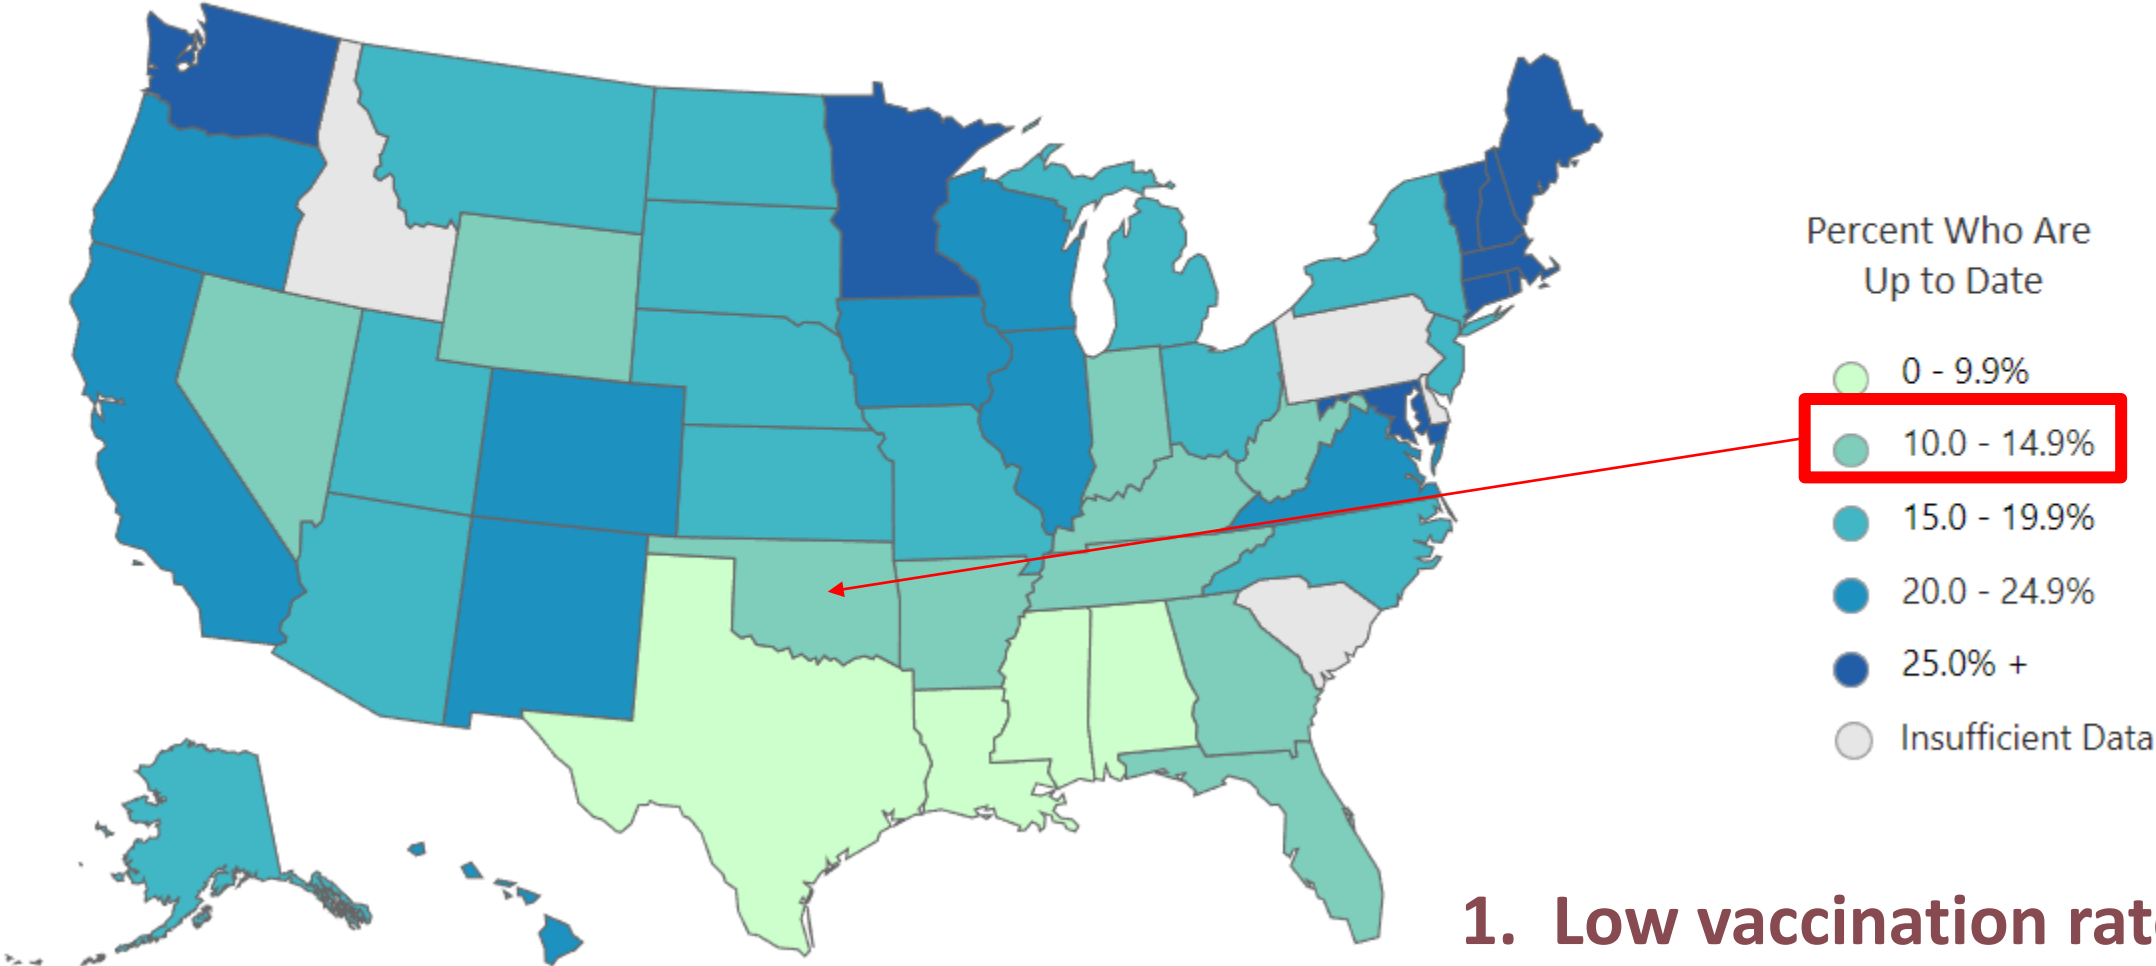 Percent Who Are
Up to Date
0 - 9.9%
10.0 - 14.9%
15.0 - 19.9%
20.0 - 24.9%
25.0% +
Insufficient Data
1. Low vaccination